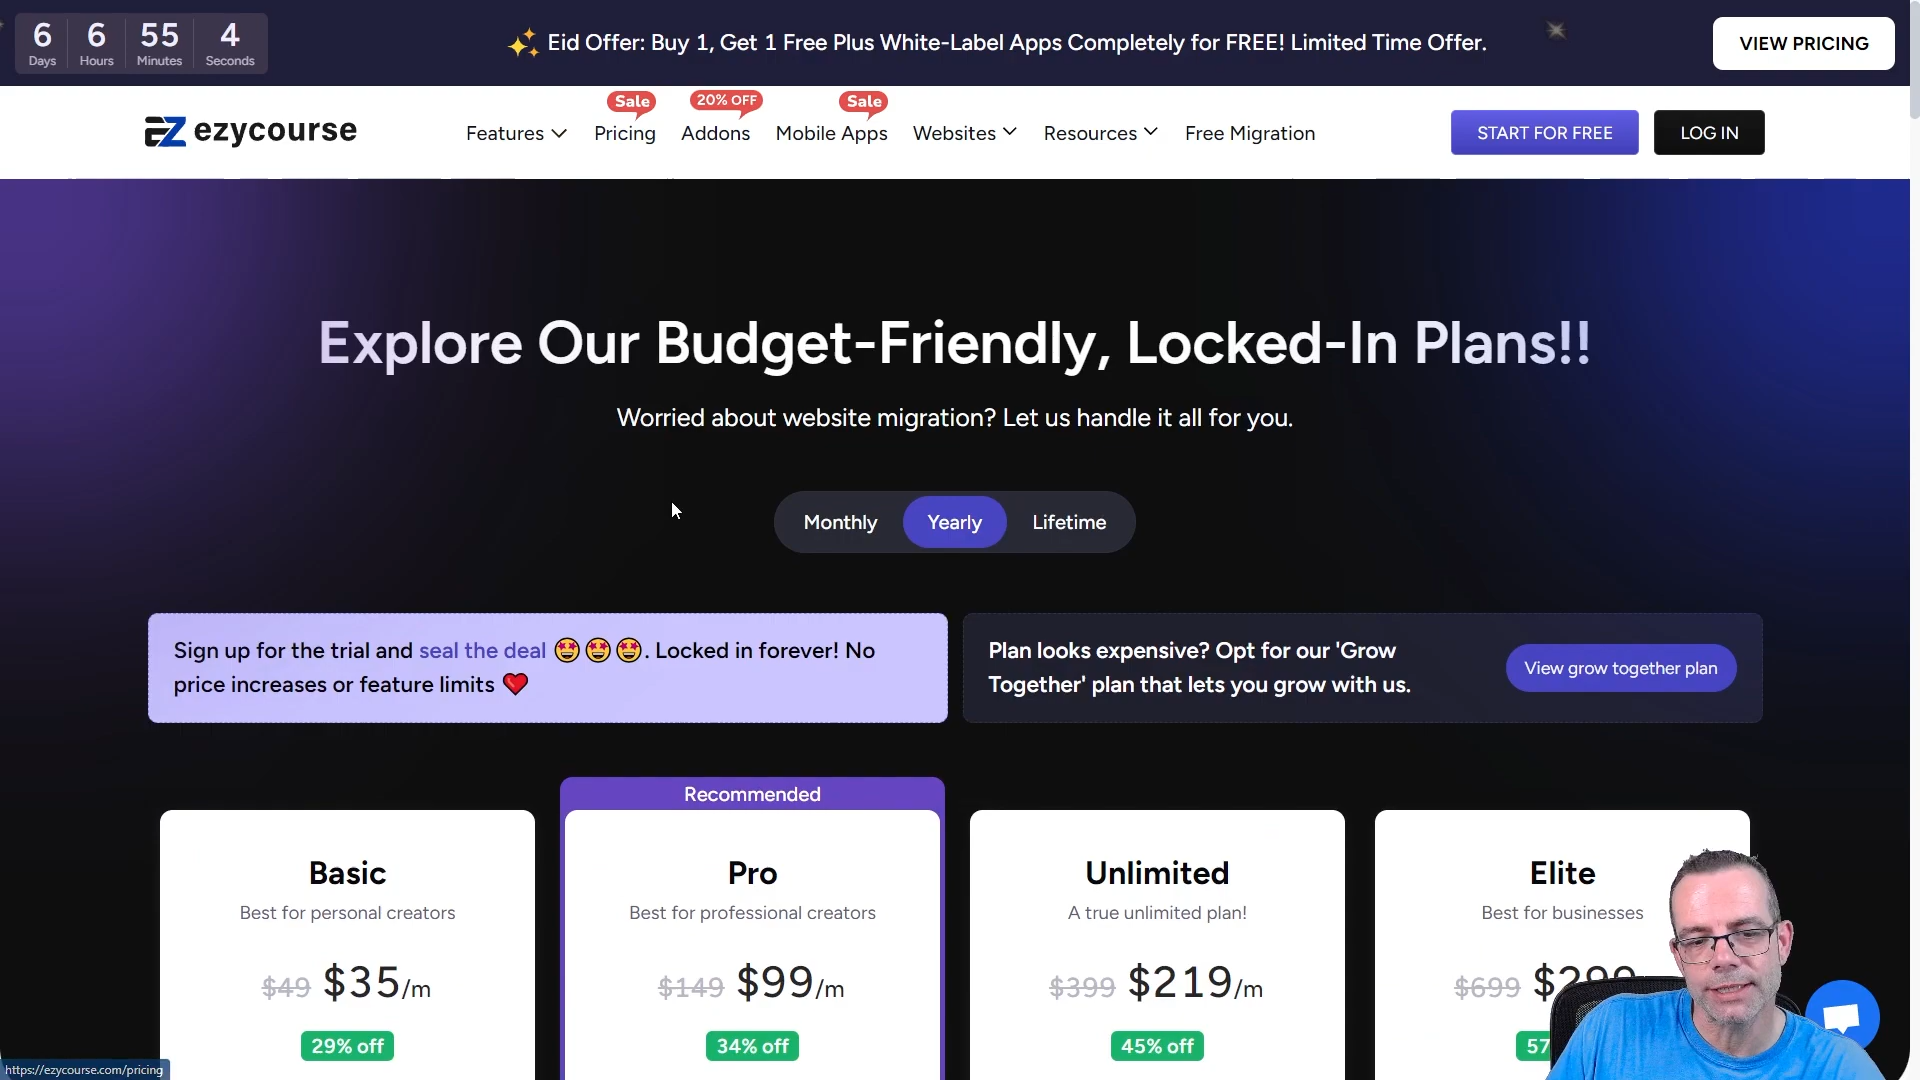 6 6 55 4
Days Hours Minutes Seconds
✨ Eid Offer: Buy 1, Get 1 Free Plus White-Label Apps Completely for FREE! Limited Time Offer.
VIEW PRICING
Sale 20% OFF Sale
EZ ezycourse
Features Pricing Addons Mobile Apps Websites Resources Free Migration
START FOR FREE LOG IN
Explore Our Budget-Friendly, Locked-In Plans!!
Worried about website migration? Let us handle it all for you.
Monthly Yearly Lifetime
Sign up for the trial and seal the deal 🤩🤩🤩. Locked in forever! No
price increases or feature limits ❤️
Plan looks expensive? Opt for our 'Grow
Together' plan that lets you grow with us.
View grow together plan
Recommended
Basic
Best for personal creators
$49 $35/m
29% off
Pro
Best for professional creators
$149 $99/m
34% off
Unlimited
A true unlimited plan!
$399 $219/m
45% off
Elite
Best for businesses
$699 $299
57
https://ezycourse.com/pricing